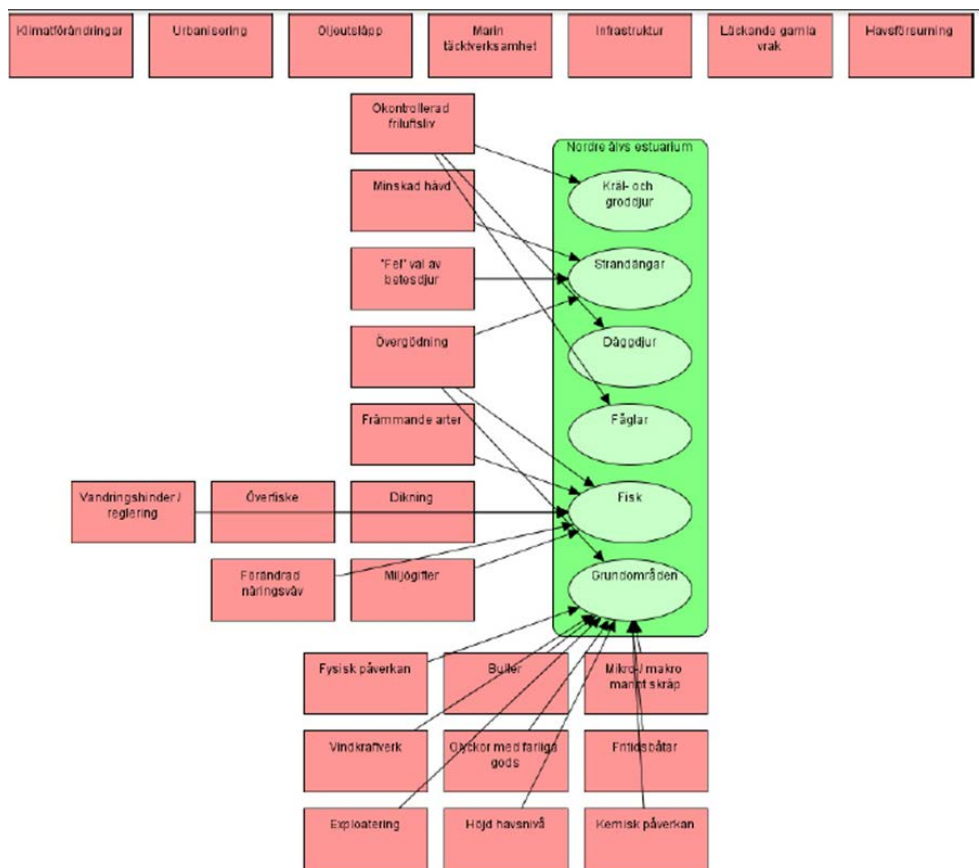 Klimatförändringar
Urbanisering
Oljeutsläpp
Marin
täcktverksamhet
Infrastruktur
Läckande gamla
vrak
Havsförsurning
Okontrollerad
friluftsliv
Nordre älvs estuarium
Kräl- och
groddjur
Minskad hävd
Strandängar
"Fel" val av
betesdjur
Övergödning
Däggdjur
Främmande arter
Fåglar
Vandringshinder /
reglering
Överfiske
Dikning
Fisk
Förändrad
näringsväv
Miljögifter
Grundområden
Fysisk påverkan
Buller
Mikro-/ makro
marint skräp
Vindkraftverk
Olyckor med farliga
gods
Fritidsbåtar
Exploatering
Höjd havsnivå
Kemisk påverkan